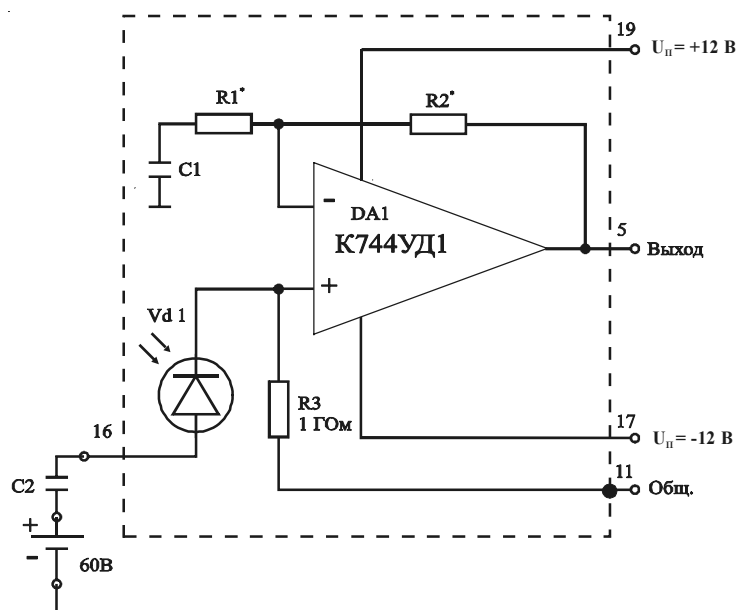 19
Uп= +12 В
R1*
R2*
C1
-
DA1
К744УД1
5
Выход
+
Vd 1
R3
1 ГОм
16
17
Uп= -12 В
11
Общ.
C2
+
-
60В